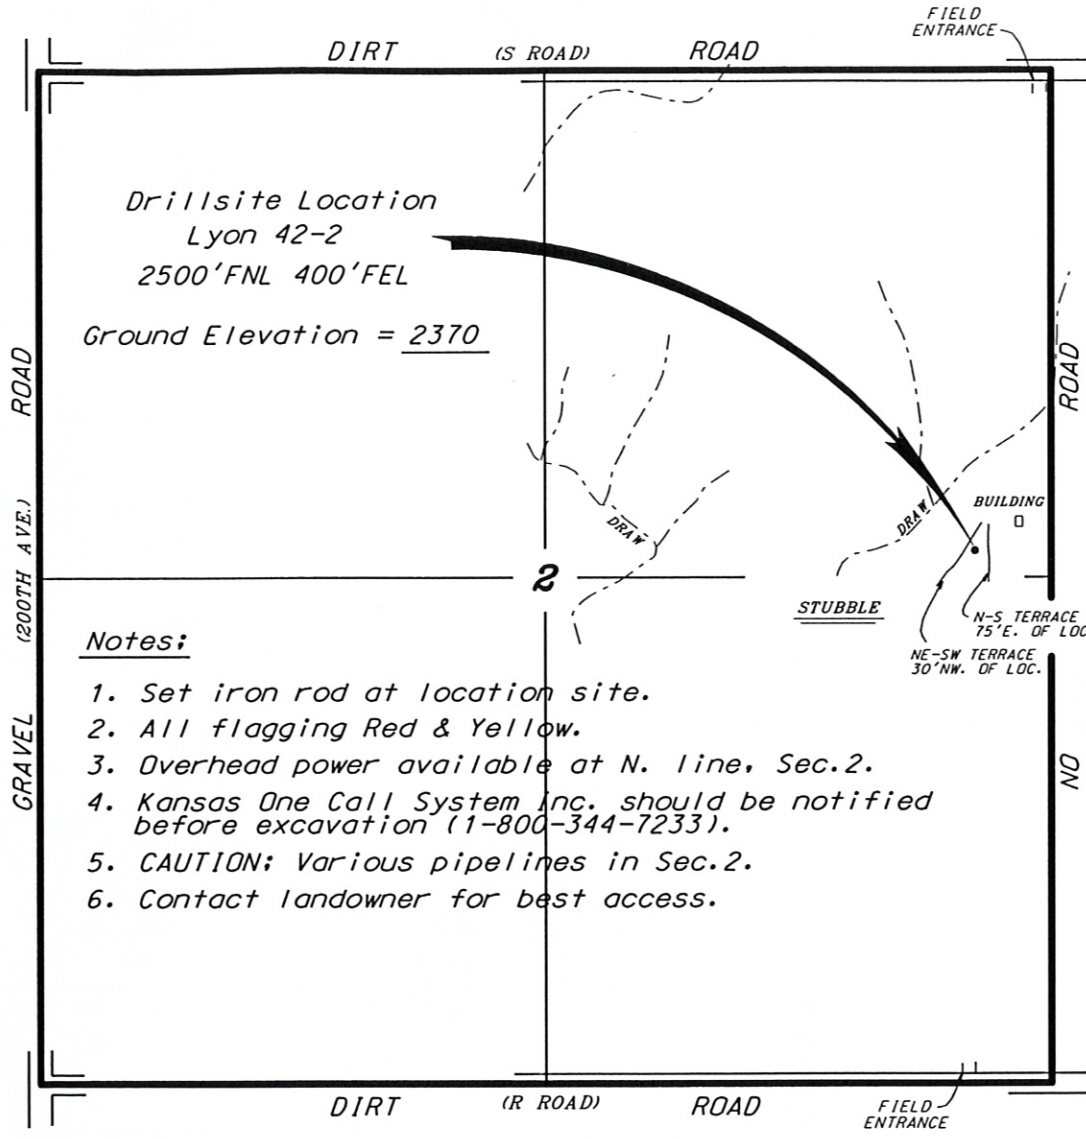 FIELD
ENTRANCE
DIRT (S ROAD) ROAD
Drillsite Location
Lyon 42-2
2500'FNL 400'FEL
Ground Elevation = 2370
GRAVEL (200TH AVE.) ROAD
NO ROAD
DRAW
DRAW
BUILDING
2
STUBBLE
N-S TERRACE
75'E. OF LOC
NE-SW TERRACE
30'NW. OF LOC.
Notes:
1. Set iron rod at location site.
2. All flagging Red & Yellow.
3. Overhead power available at N. line, Sec.2.
4. Kansas One Call System inc. should be notified
before excavation (1-800-344-7233).
5. CAUTION: Various pipelines in Sec.2.
6. Contact landowner for best access.
DIRT (R ROAD) ROAD
FIELD
ENTRANCE